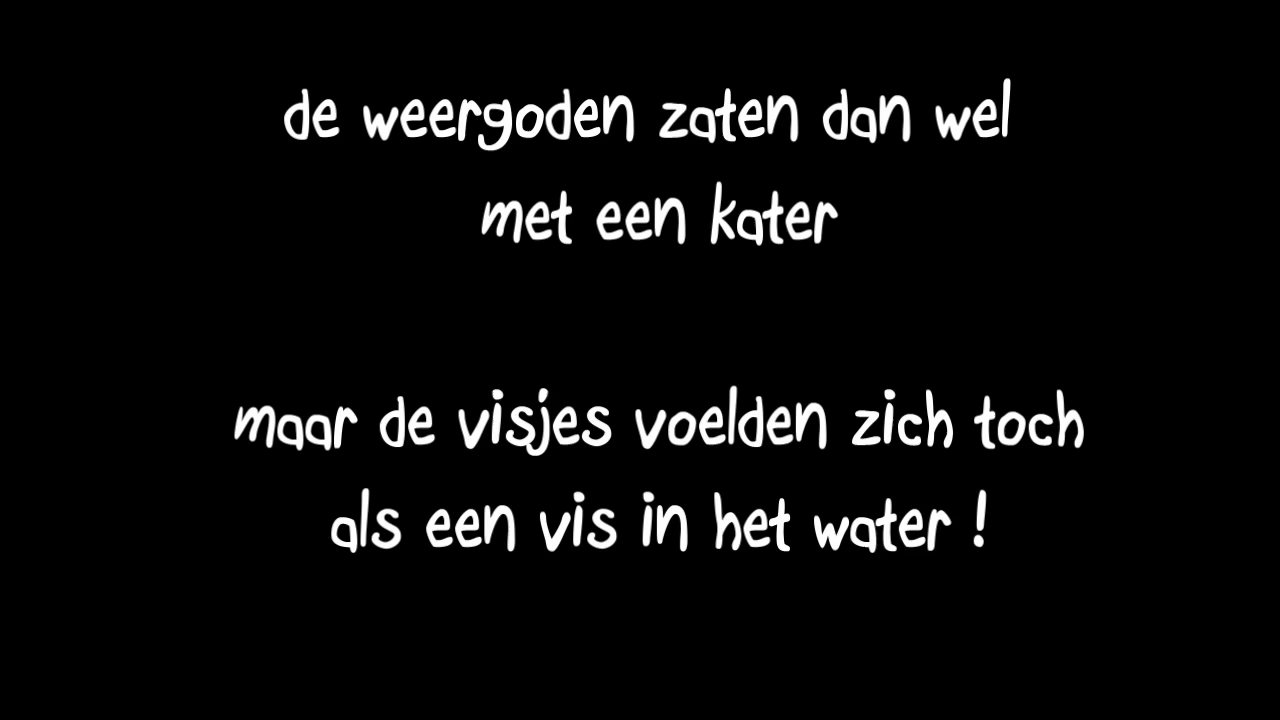 de weergoden zaten dan wel
met een kater
maar de visjes voelden zich toch
als een vis in het water !